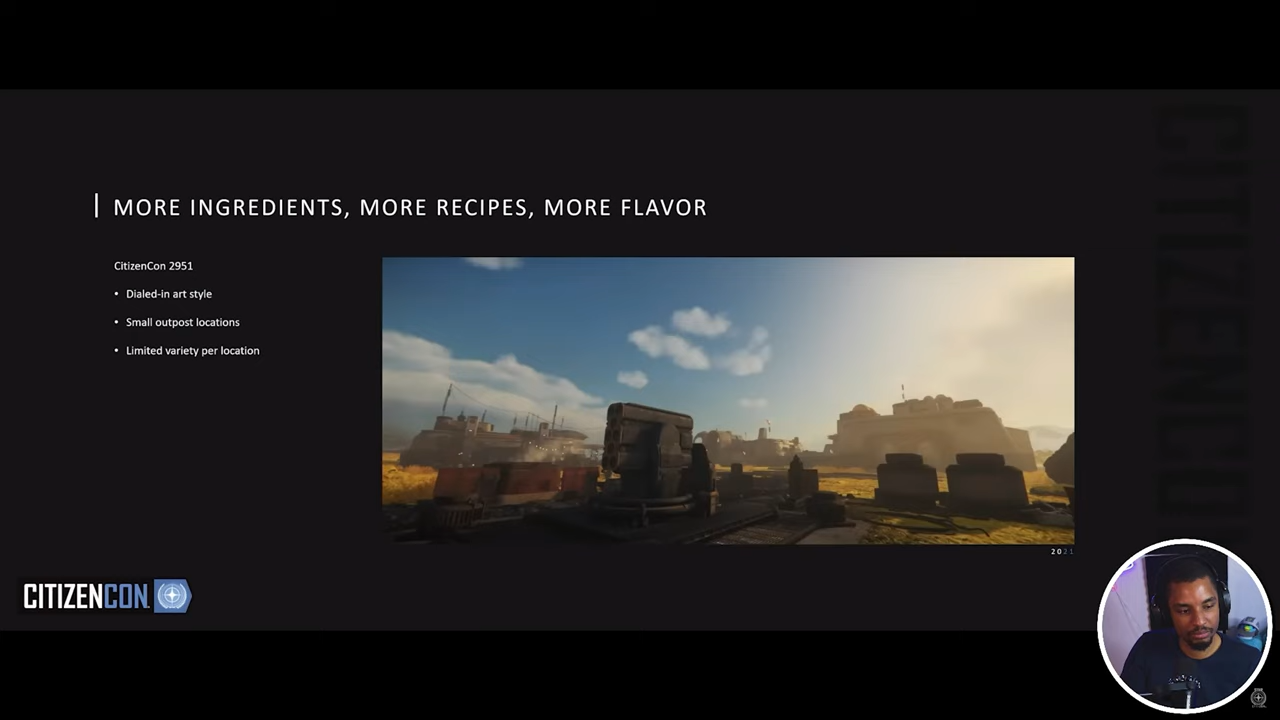 MORE INGREDIENTS, MORE RECIPES, MORE FLAVOR
CitizenCon 2951
• Dialed-in art style
• Small outpost locations
• Limited variety per location
2021
CITIZENCON
CITIZENCON